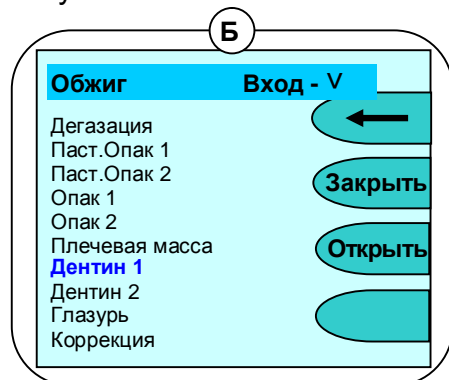 Б
Обжиг Вход - V
←
Дегазация
Паст.Опак 1
Паст.Опак 2
Закрыть
Опак 1
Опак 2
Плечевая масса
Открыть
Дентин 1
Дентин 2
Глазурь
Коррекция